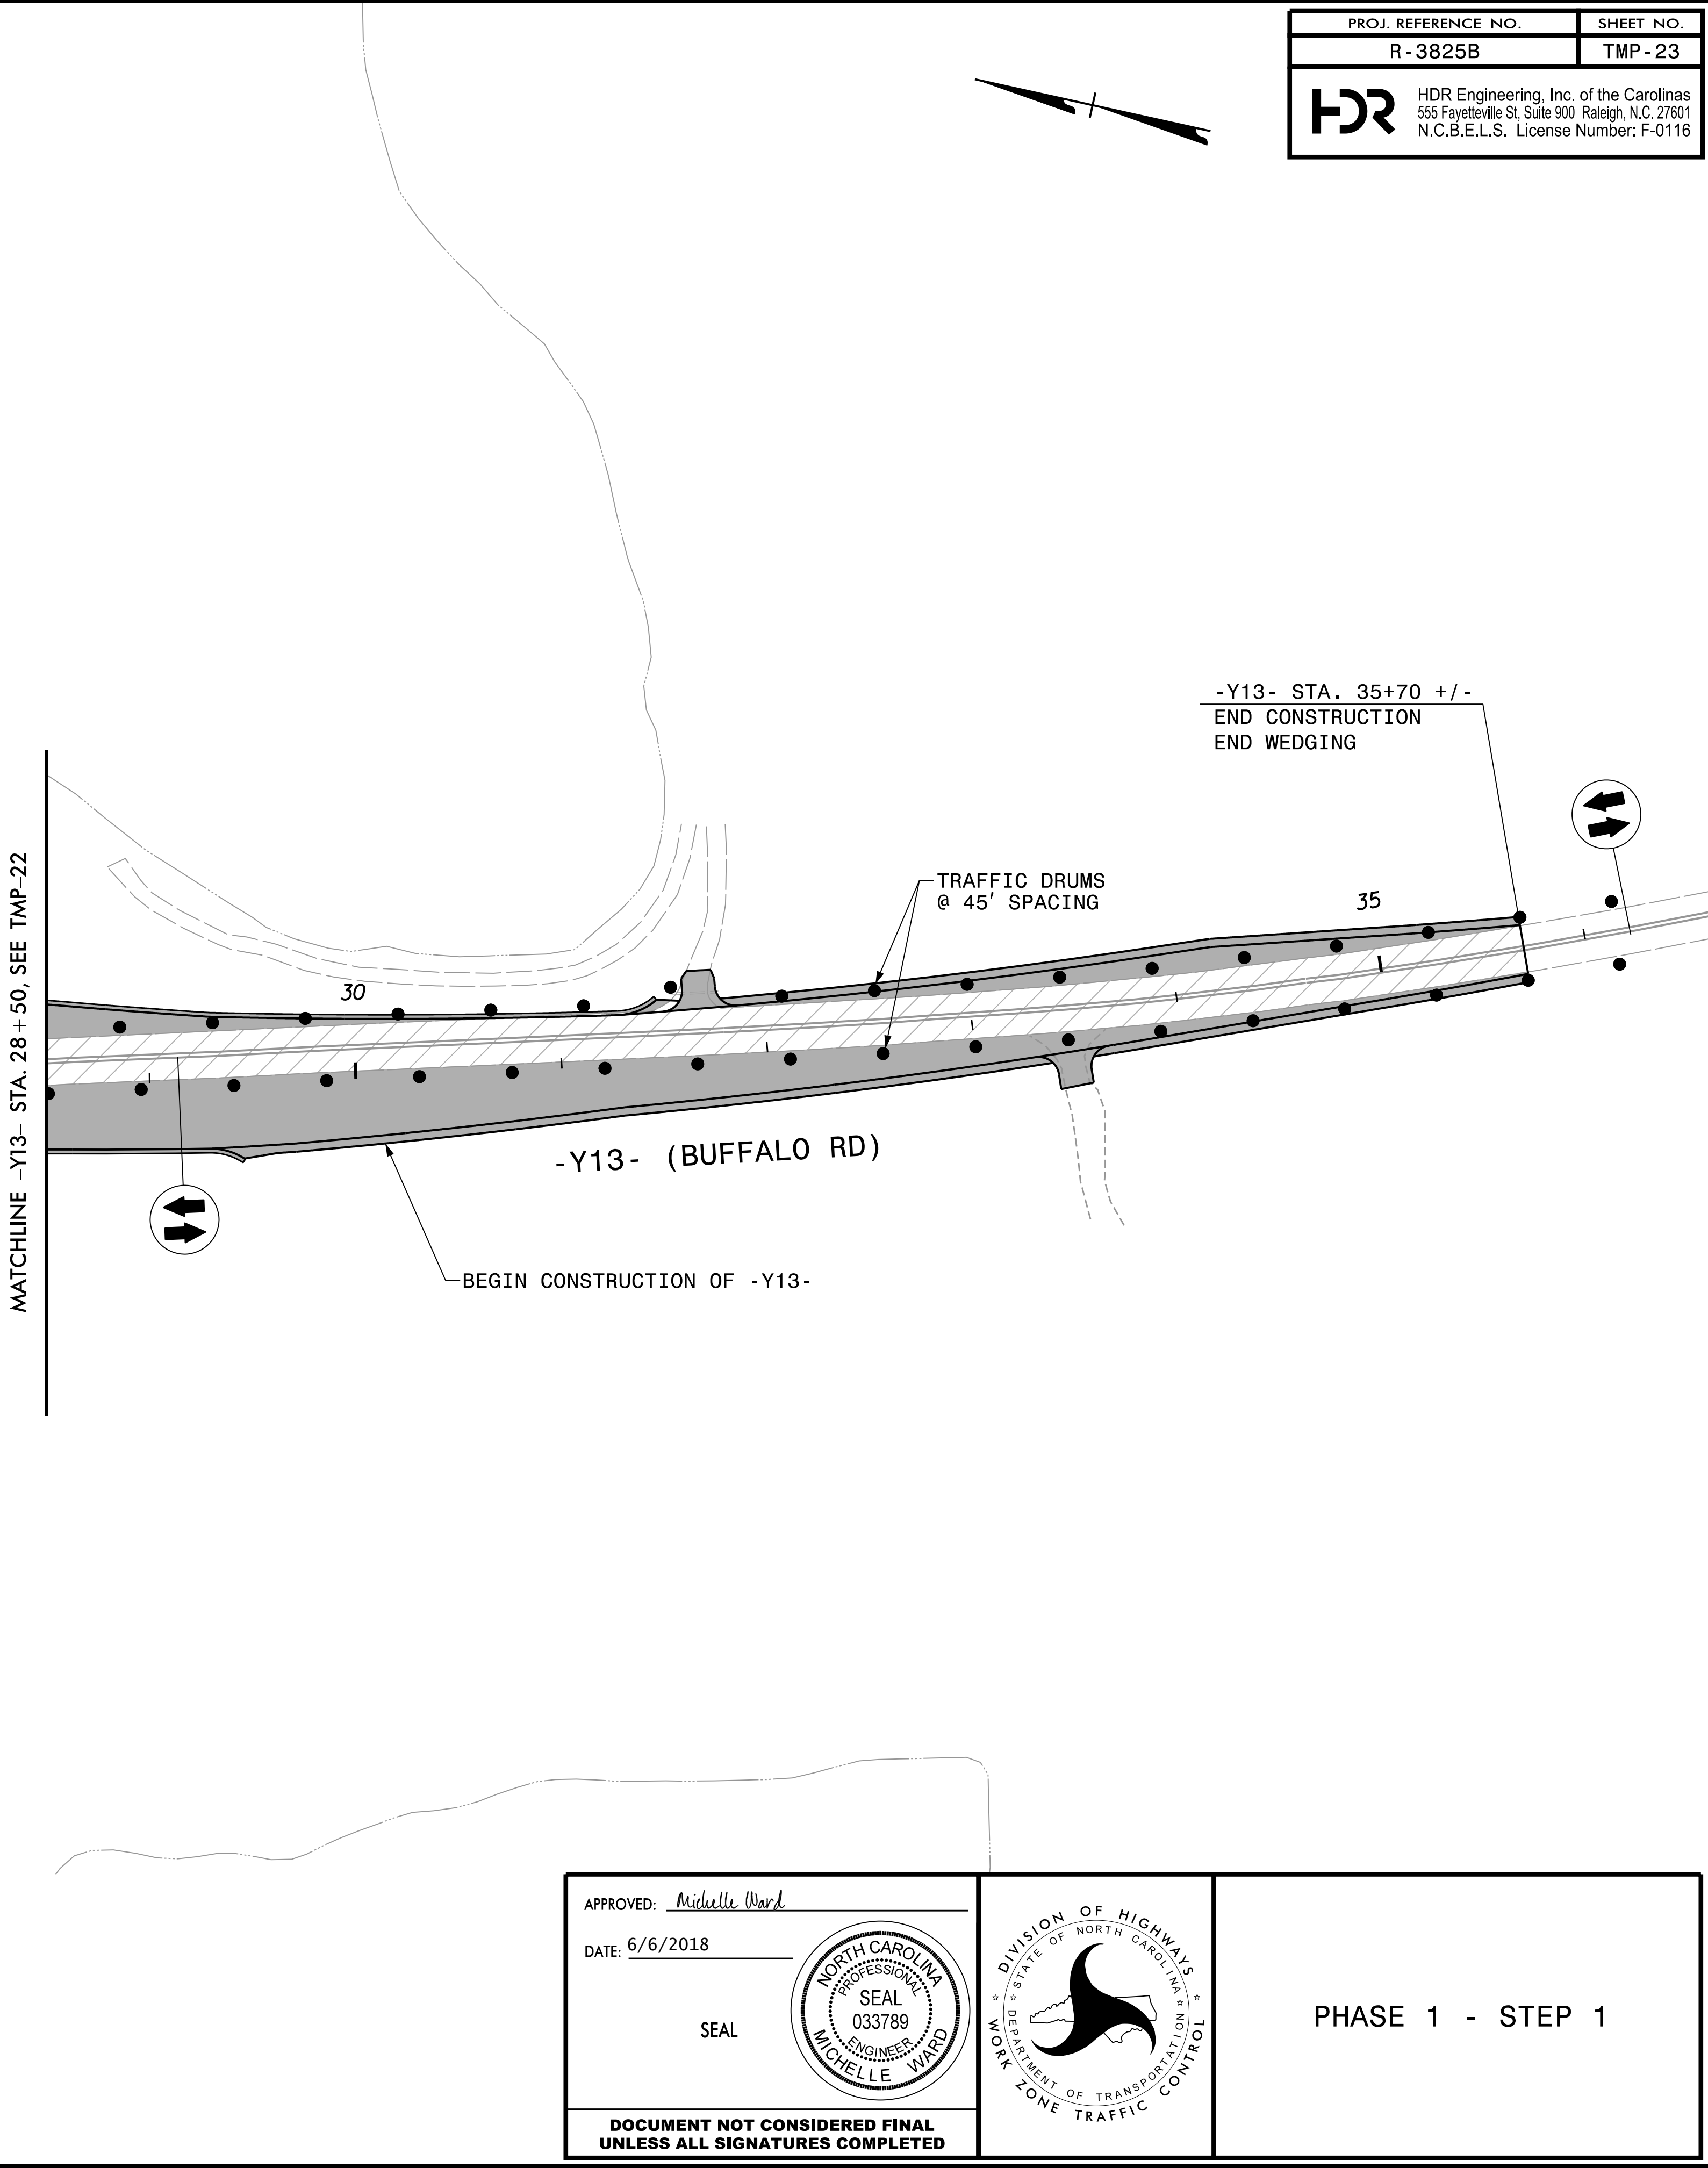 PROJ. REFERENCE NO.
SHEET NO.
R-3825B
TMP-23
HDR
HDR Engineering, Inc. of the Carolinas
555 Fayetteville St, Suite 900 Raleigh, N.C. 27601
N.C.B.E.L.S. License Number: F-0116
-Y13- STA. 35+70 +/-
END CONSTRUCTION
END WEDGING
MATCHLINE -Y13- STA. 28+50, SEE TMP-22
TRAFFIC DRUMS
@ 45' SPACING
35
30
-Y13- (BUFFALO RD)
BEGIN CONSTRUCTION OF -Y13-
APPROVED: Michelle Ward
DATE: 6/6/2018
SEAL
NORTH CAROLINA
PROFESSIONAL
SEAL
033789
ENGINEER
MICHELLE WARD
DOCUMENT NOT CONSIDERED FINAL
UNLESS ALL SIGNATURES COMPLETED
DIVISION OF HIGHWAYS
STATE OF NORTH CAROLINA
DEPARTMENT OF TRANSPORTATION
WORK ZONE TRAFFIC CONTROL
PHASE 1 - STEP 1